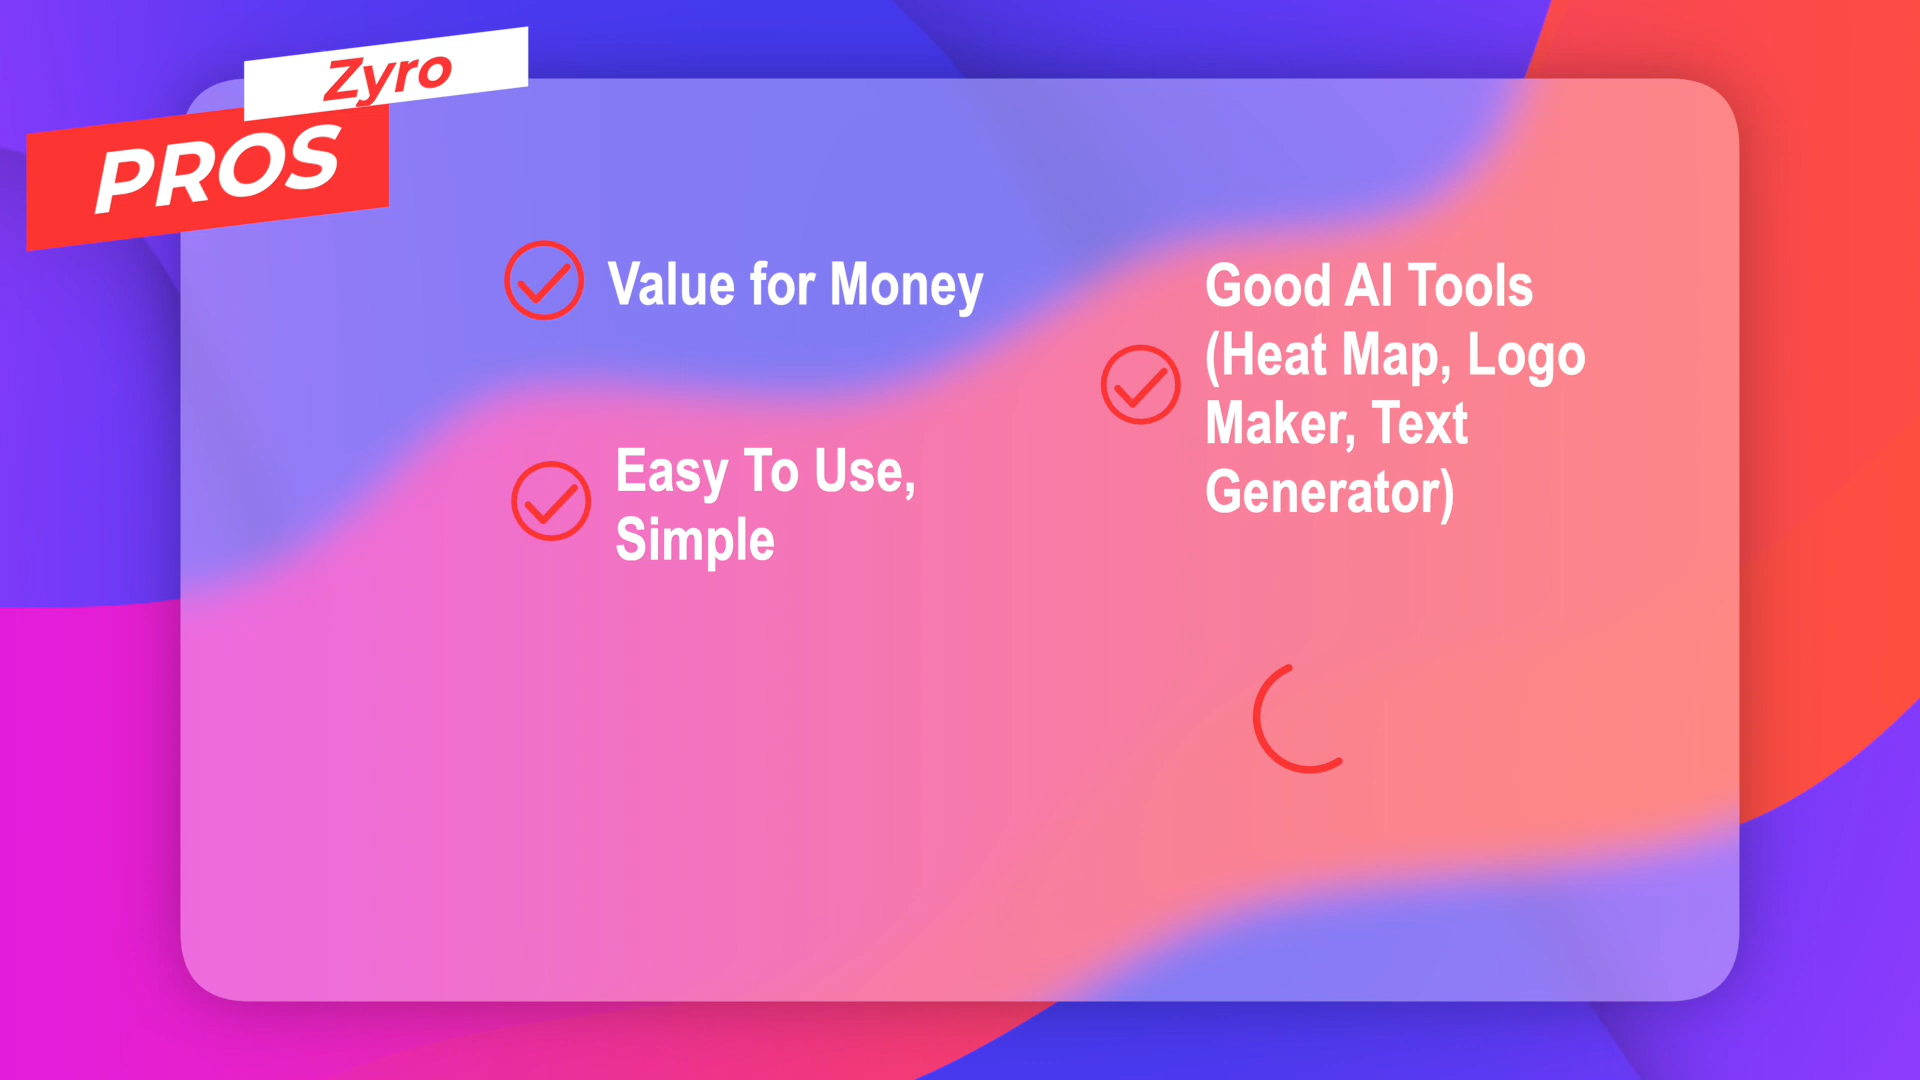 Zyro
PROS
Value for Money
Easy To Use,
Simple
Good AI Tools
(Heat Map, Logo
Maker, Text
Generator)